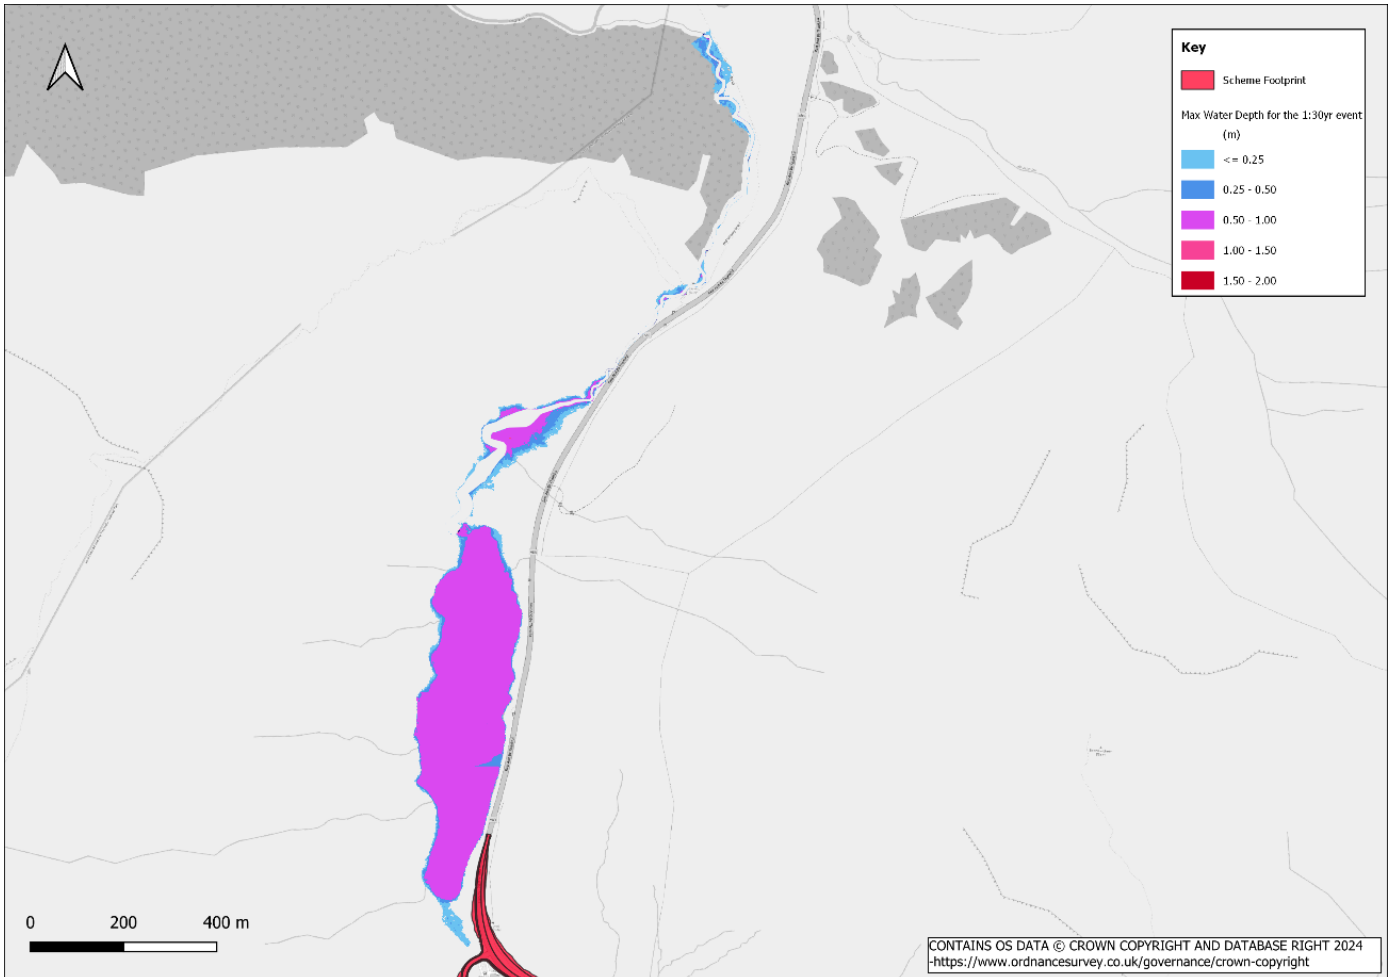 Key
Scheme Footprint
Max Water Depth for the 1:30yr event
(m)
<= 0.25
0.25 - 0.50
0.50 - 1.00
1.00 - 1.50
1.50 - 2.00
0 200 400 m
CONTAINS OS DATA © CROWN COPYRIGHT AND DATABASE RIGHT 2024
-https://www.ordnancesurvey.co.uk/governance/crown-copyright